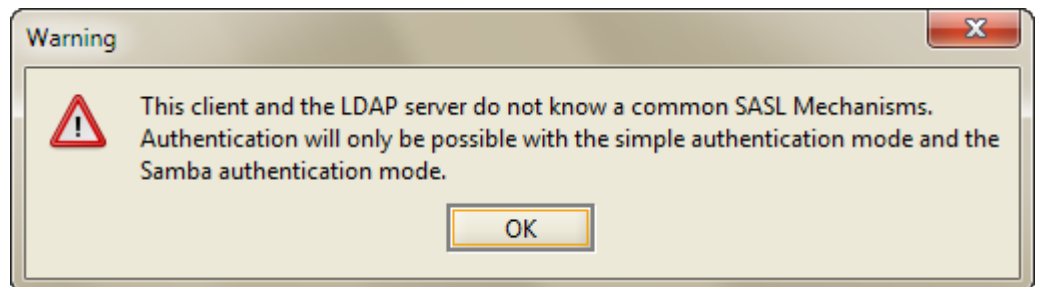 Warning
This client and the LDAP server do not know a common SASL Mechanisms.
Authentication will only be possible with the simple authentication mode and the
Samba authentication mode.
OK